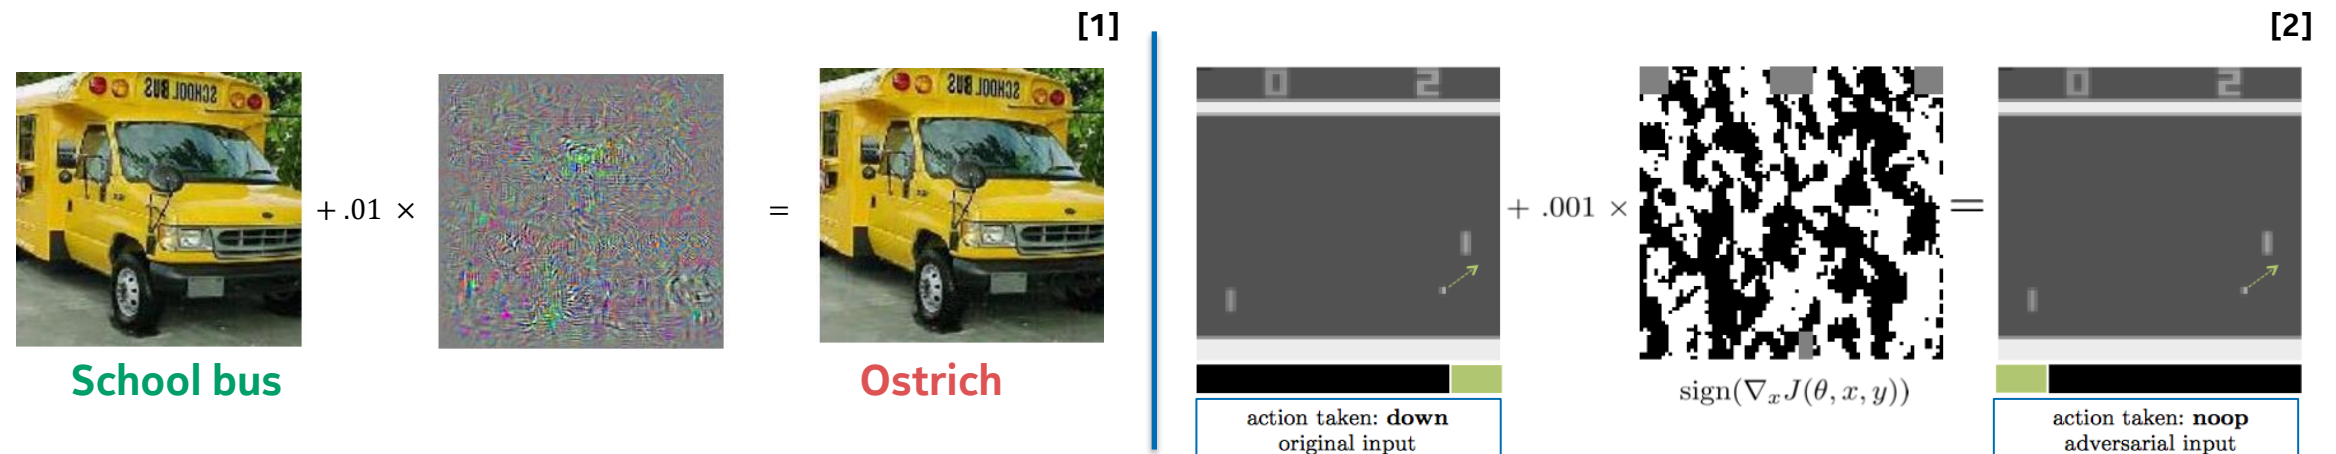 [1]
SCHOOL BUS
+ .01 ×
=
SCHOOL BUS
School bus
Ostrich
[2]
0 2
+ .001 ×
=
0 2
sign(∇ₓJ(θ, x, y))
action taken: down
original input
action taken: noop
adversarial input